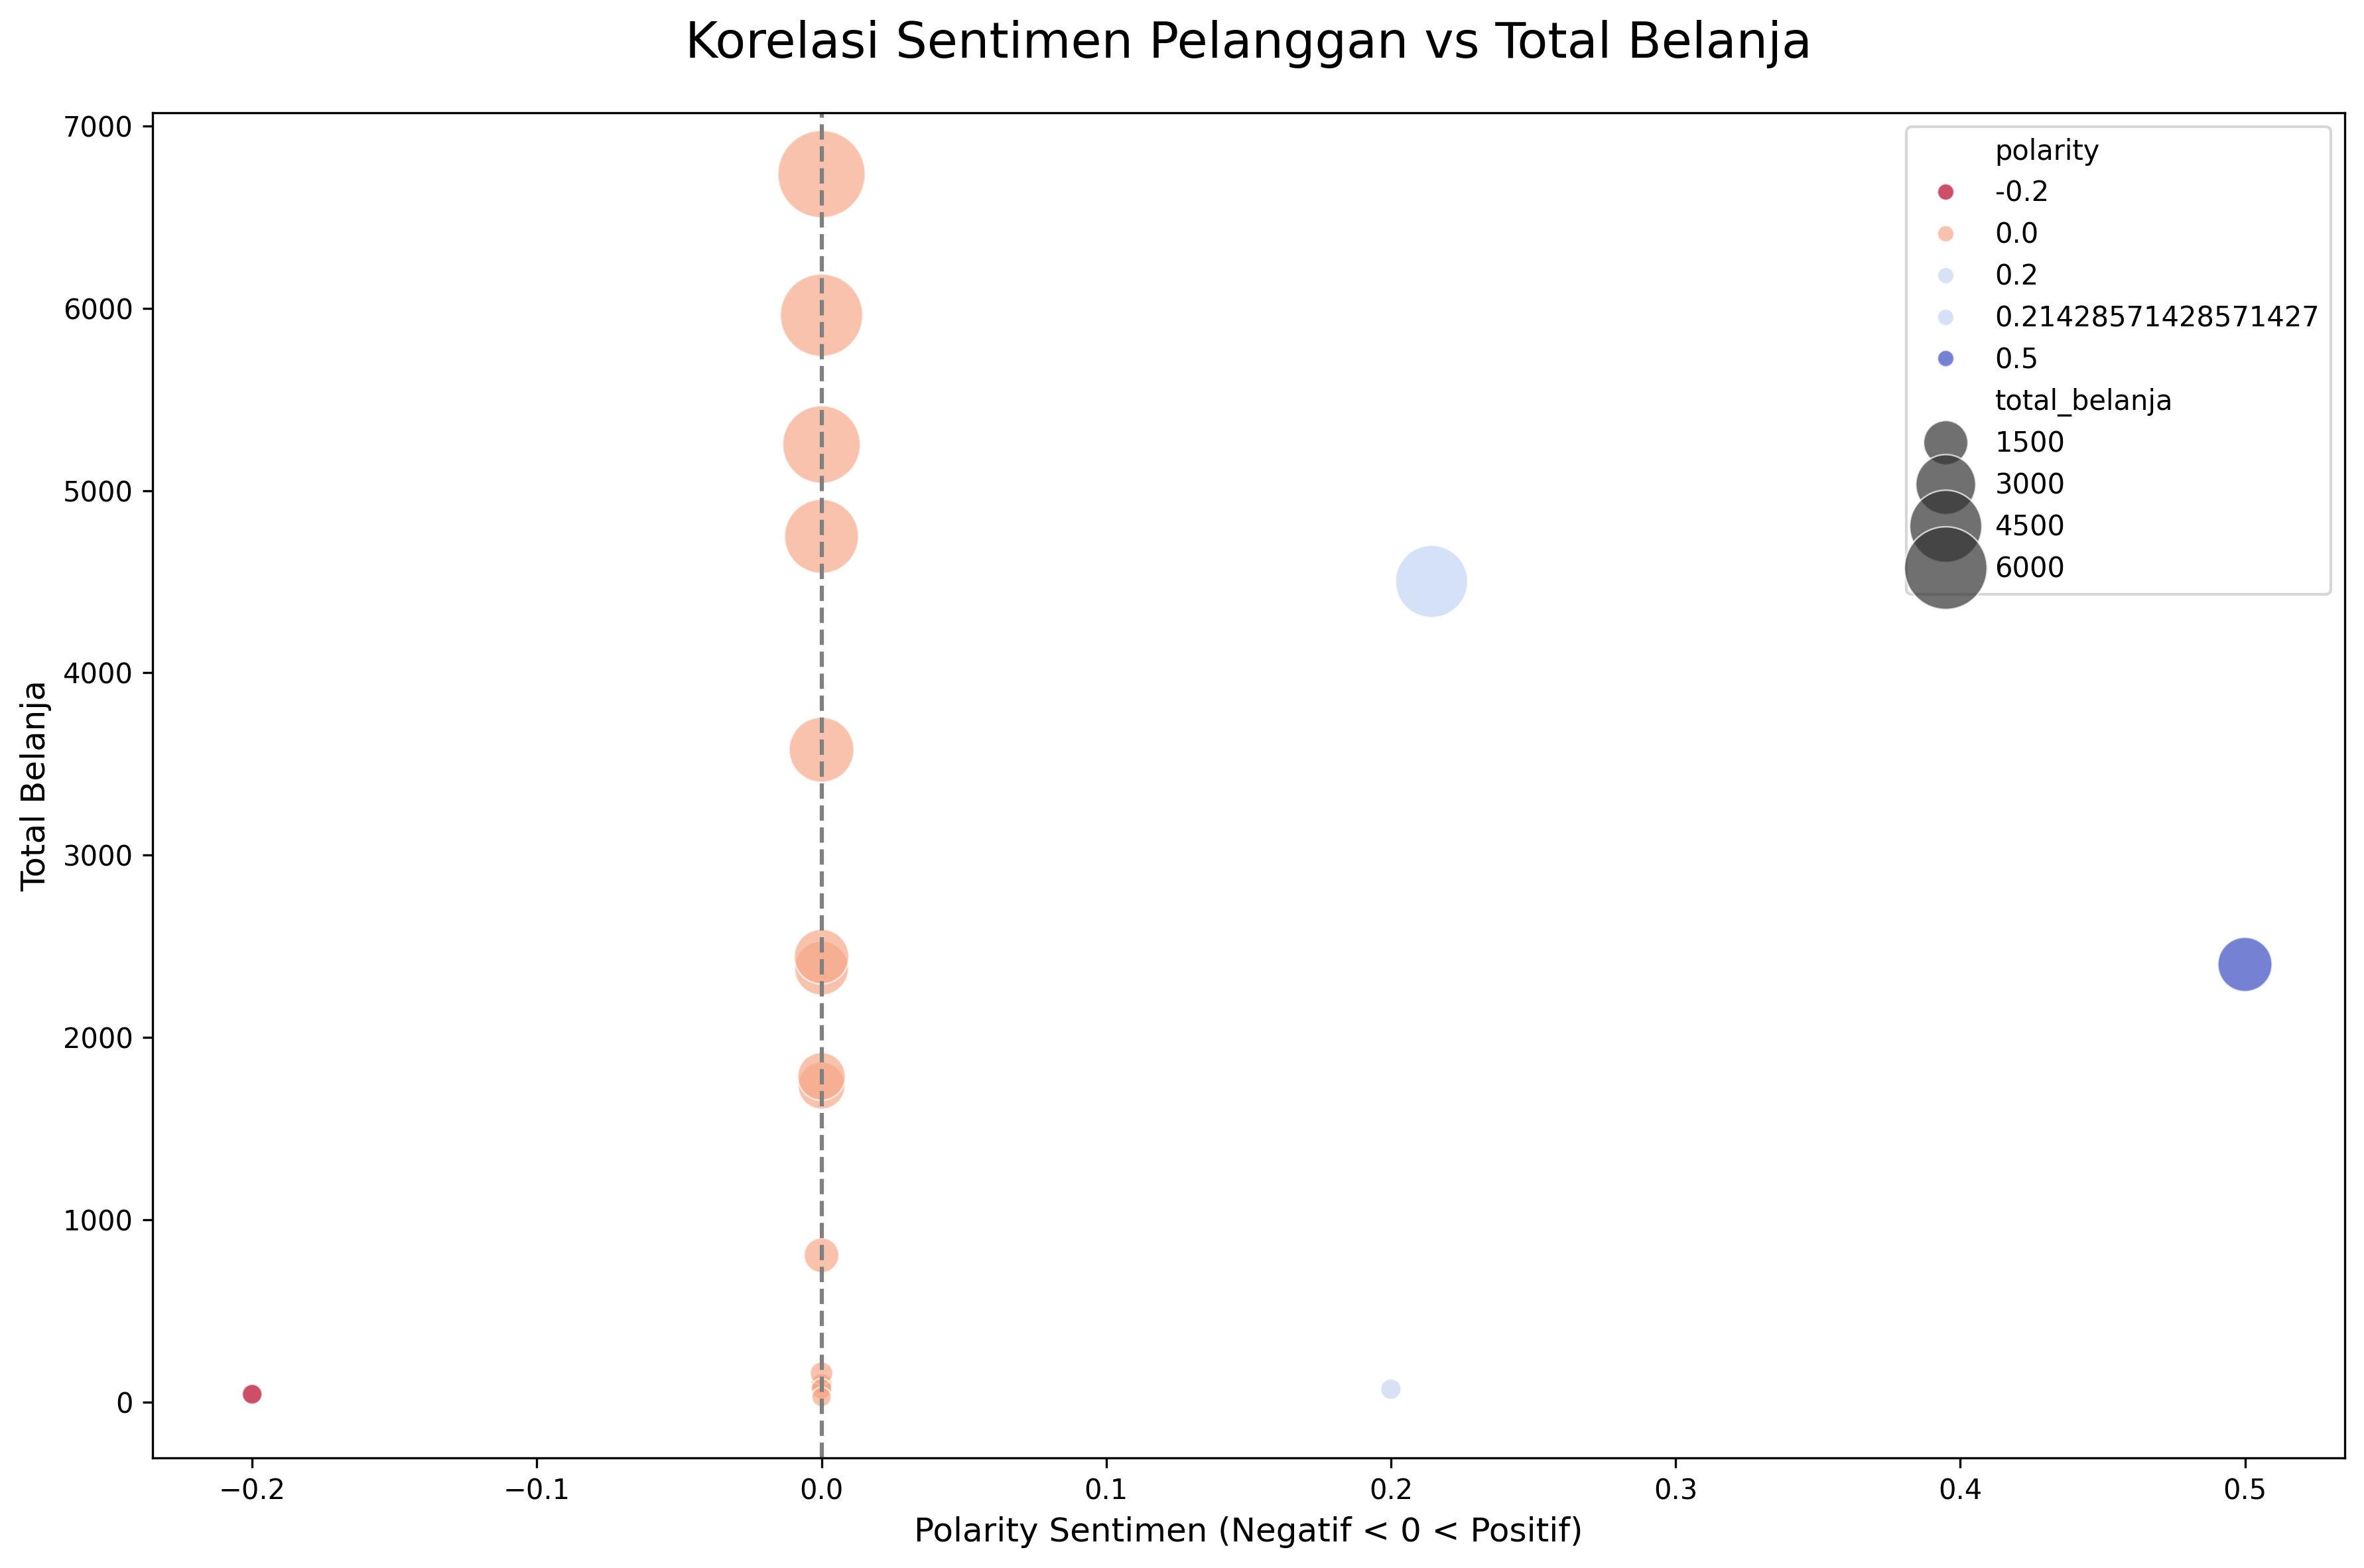 Korelasi Sentimen Pelanggan vs Total Belanja
7000
6000
5000
4000
3000
2000
1000
0
Total Belanja
polarity
-0.2
0.0
0.2
0.21428571428571427
0.5
total_belanja
1500
3000
4500
6000
−0.2 −0.1 0.0 0.1 0.2 0.3 0.4 0.5
Polarity Sentimen (Negatif < 0 < Positif)